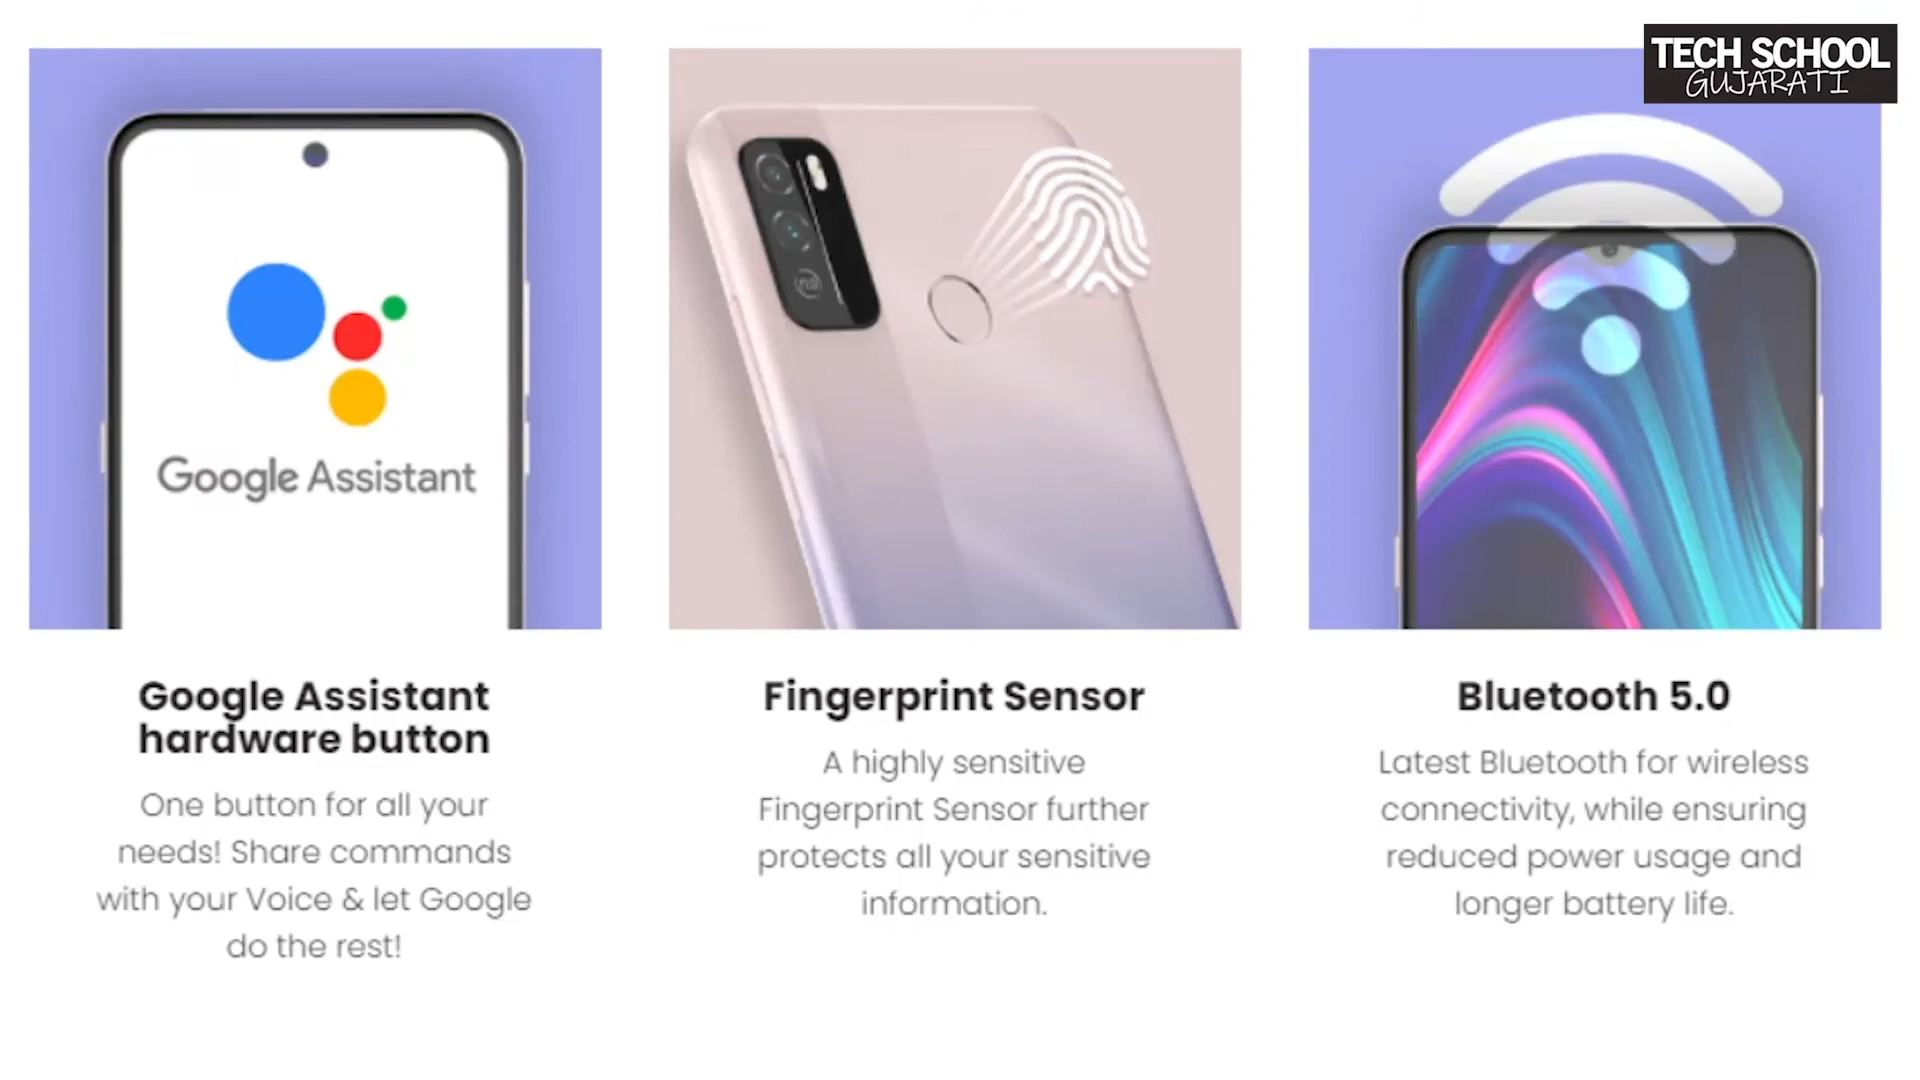 TECH SCHOOL
GUJARATI
Google Assistant
Google Assistant
hardware button
One button for all your
needs! Share commands
with your Voice & let Google
do the rest!
Fingerprint Sensor
A highly sensitive
Fingerprint Sensor further
protects all your sensitive
information.
Bluetooth 5.0
Latest Bluetooth for wireless
connectivity, while ensuring
reduced power usage and
longer battery life.